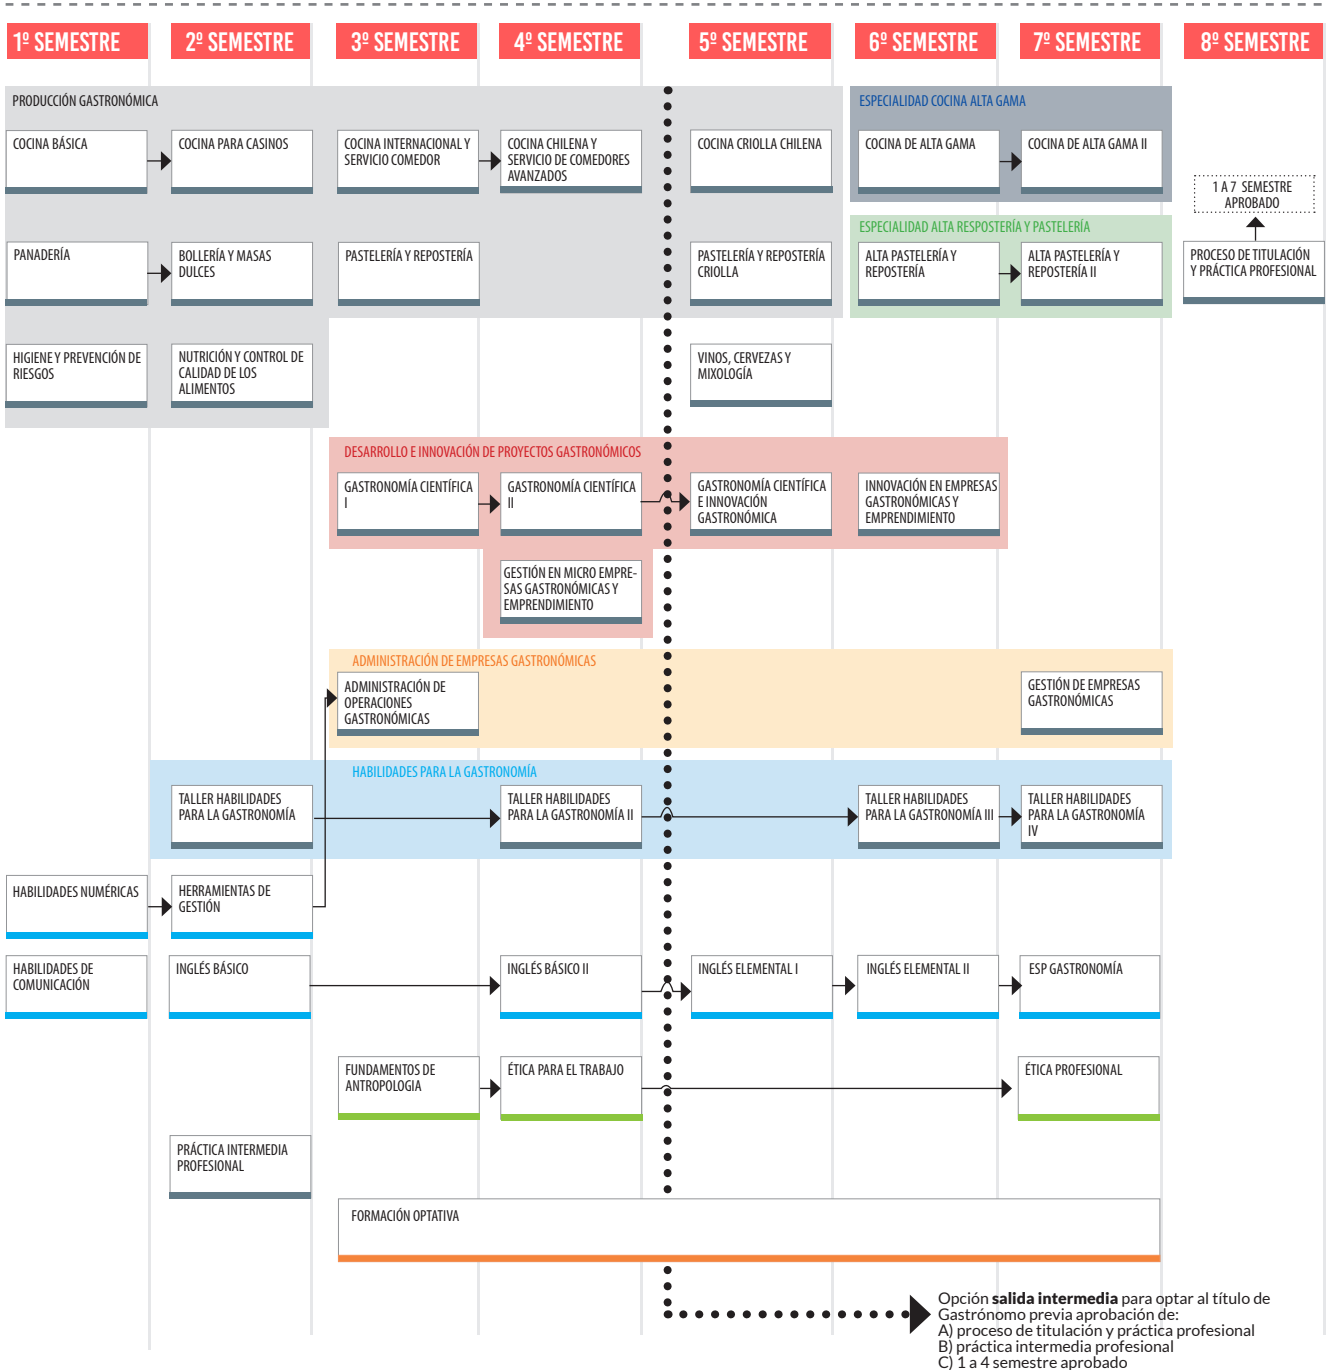 1º SEMESTRE
2º SEMESTRE
3º SEMESTRE
4º SEMESTRE
5º SEMESTRE
6º SEMESTRE
7º SEMESTRE
8º SEMESTRE
PRODUCCIÓN GASTRONÓMICA
ESPECIALIDAD COCINA ALTA GAMA
COCINA BÁSICA
COCINA PARA CASINOS
COCINA INTERNACIONAL Y
SERVICIO COMEDOR
COCINA CHILENA Y
SERVICIO DE COMEDORES
AVANZADOS
COCINA CRIOLLA CHILENA
COCINA DE ALTA GAMA
COCINA DE ALTA GAMA II
1 A 7 SEMESTRE
APROBADO
ESPECIALIDAD ALTA RESPOSTERÍA Y PASTELERÍA
PANADERÍA
BOLLERÍA Y MASAS
DULCES
PASTELERÍA Y REPOSTERÍA
PASTELERÍA Y REPOSTERÍA
CRIOLLA
ALTA PASTELERÍA Y
REPOSTERÍA
ALTA PASTELERÍA Y
REPOSTERÍA II
PROCESO DE TITULACIÓN
Y PRÁCTICA PROFESIONAL
HIGIENE Y PREVENCIÓN DE
RIESGOS
NUTRICIÓN Y CONTROL DE
CALIDAD DE LOS
ALIMENTOS
VINOS, CERVEZAS Y
MIXOLOGÍA
DESARROLLO E INNOVACIÓN DE PROYECTOS GASTRONÓMICOS
GASTRONOMÍA CIENTÍFICA
I
GASTRONOMÍA CIENTÍFICA
II
GASTRONOMÍA CIENTÍFICA
E INNOVACIÓN
GASTRONÓMICA
INNOVACIÓN EN EMPRESAS
GASTRONÓMICAS Y
EMPRENDIMIENTO
GESTIÓN EN MICRO EMPRE-
SAS GASTRONÓMICAS Y
EMPRENDIMIENTO
ADMINISTRACIÓN DE EMPRESAS GASTRONÓMICAS
ADMINISTRACIÓN DE
OPERACIONES
GASTRONÓMICAS
GESTIÓN DE EMPRESAS
GASTRONÓMICAS
HABILIDADES PARA LA GASTRONOMÍA
TALLER HABILIDADES
PARA LA GASTRONOMÍA
TALLER HABILIDADES
PARA LA GASTRONOMÍA II
TALLER HABILIDADES
PARA LA GASTRONOMÍA III
TALLER HABILIDADES
PARA LA GASTRONOMÍA
IV
HABILIDADES NUMÉRICAS
HERRAMIENTAS DE
GESTIÓN
HABILIDADES DE
COMUNICACIÓN
INGLÉS BÁSICO
INGLÉS BÁSICO II
INGLÉS ELEMENTAL I
INGLÉS ELEMENTAL II
ESP GASTRONOMÍA
FUNDAMENTOS DE
ANTROPOLOGIA
ÉTICA PARA EL TRABAJO
ÉTICA PROFESIONAL
PRÁCTICA INTERMEDIA
PROFESIONAL
FORMACIÓN OPTATIVA
Opción salida intermedia para optar al título de
Gastrónomo previa aprobación de:
A) proceso de titulación y práctica profesional
B) práctica intermedia profesional
C) 1 a 4 semestre aprobado